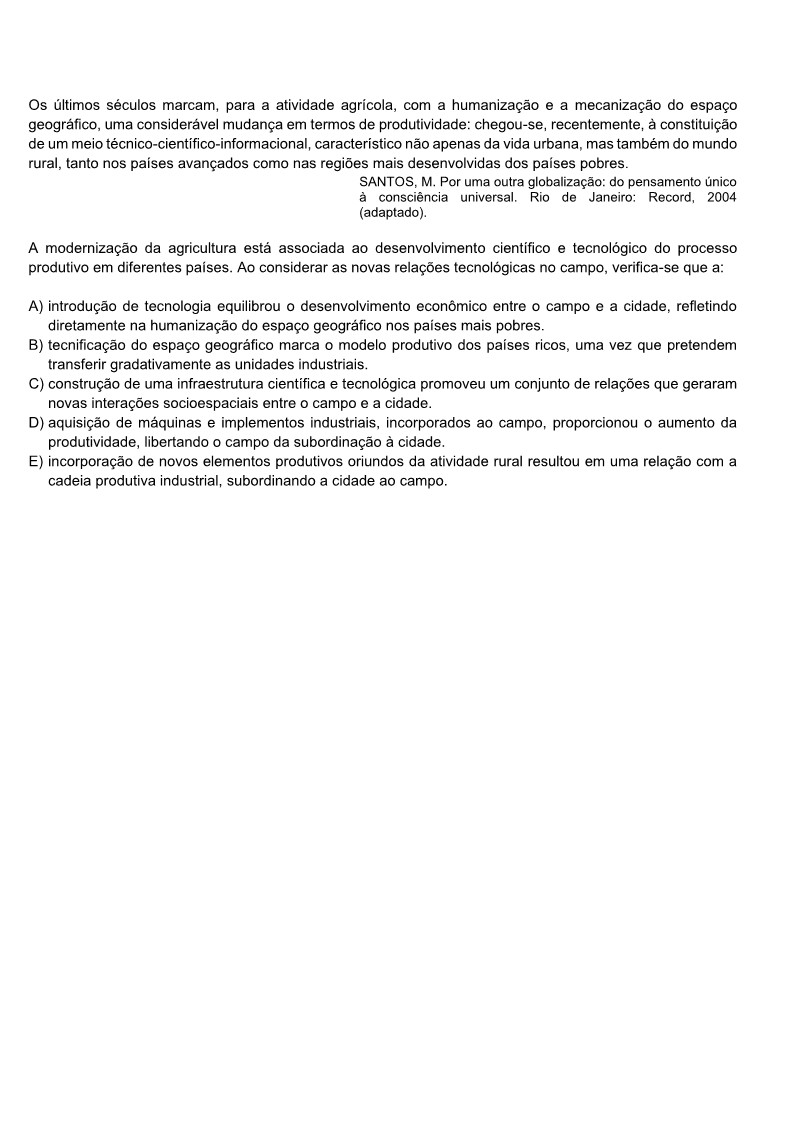 Os últimos séculos marcam, para a atividade agrícola, com a humanização e a mecanização do espaço
geográfico, uma considerável mudança em termos de produtividade: chegou-se, recentemente, à constituição
de um meio técnico-científico-informacional, característico não apenas da vida urbana, mas também do mundo
rural, tanto nos países avançados como nas regiões mais desenvolvidas dos países pobres.
SANTOS, M. Por uma outra globalização: do pensamento único
à consciência universal. Rio de Janeiro: Record, 2004
(adaptado).
A modernização da agricultura está associada ao desenvolvimento científico e tecnológico do processo
produtivo em diferentes países. Ao considerar as novas relações tecnológicas no campo, verifica-se que a:
A) introdução de tecnologia equilibrou o desenvolvimento econômico entre o campo e a cidade, refletindo
diretamente na humanização do espaço geográfico nos países mais pobres.
B) tecnificação do espaço geográfico marca o modelo produtivo dos países ricos, uma vez que pretendem
transferir gradativamente as unidades industriais.
C) construção de uma infraestrutura científica e tecnológica promoveu um conjunto de relações que geraram
novas interações socioespaciais entre o campo e a cidade.
D) aquisição de máquinas e implementos industriais, incorporados ao campo, proporcionou o aumento da
produtividade, libertando o campo da subordinação à cidade.
E) incorporação de novos elementos produtivos oriundos da atividade rural resultou em uma relação com a
cadeia produtiva industrial, subordinando a cidade ao campo.